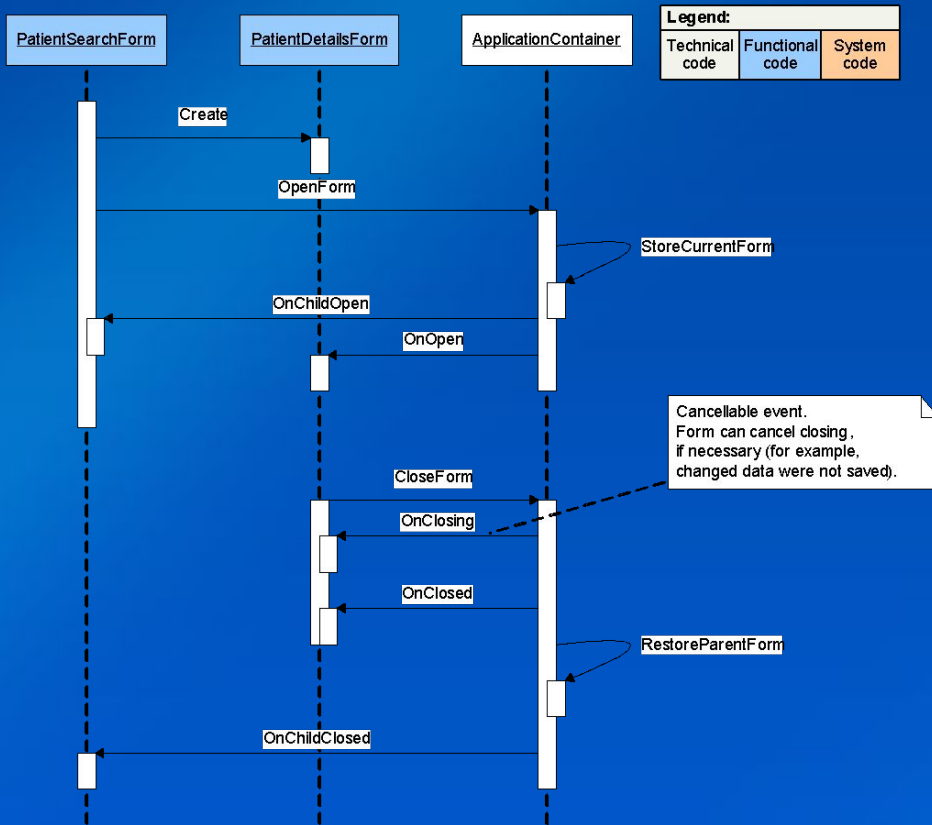 Legend:
PatientSearchForm
PatientDetailsForm
ApplicationContainer
Technical code
Functional code
System code
Create
OpenForm
StoreCurrentForm
OnChildOpen
OnOpen
Cancellable event.
Form can cancel closing,
if necessary (for example,
changed data were not saved).
CloseForm
OnClosing
OnClosed
RestoreParentForm
OnChildClosed